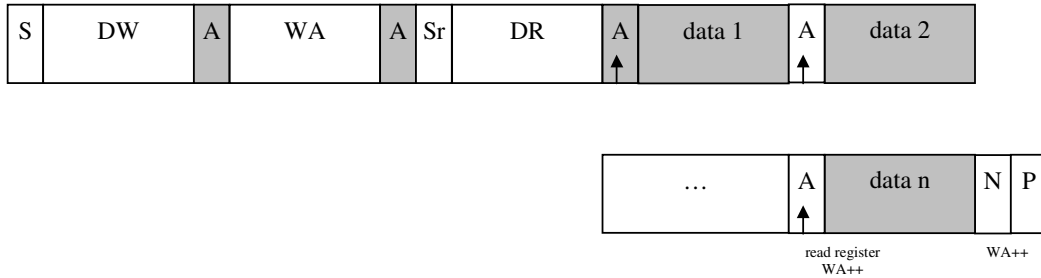 S DW A WA A Sr DR A data 1 A data 2
… A data n N P
read register WA++
WA++